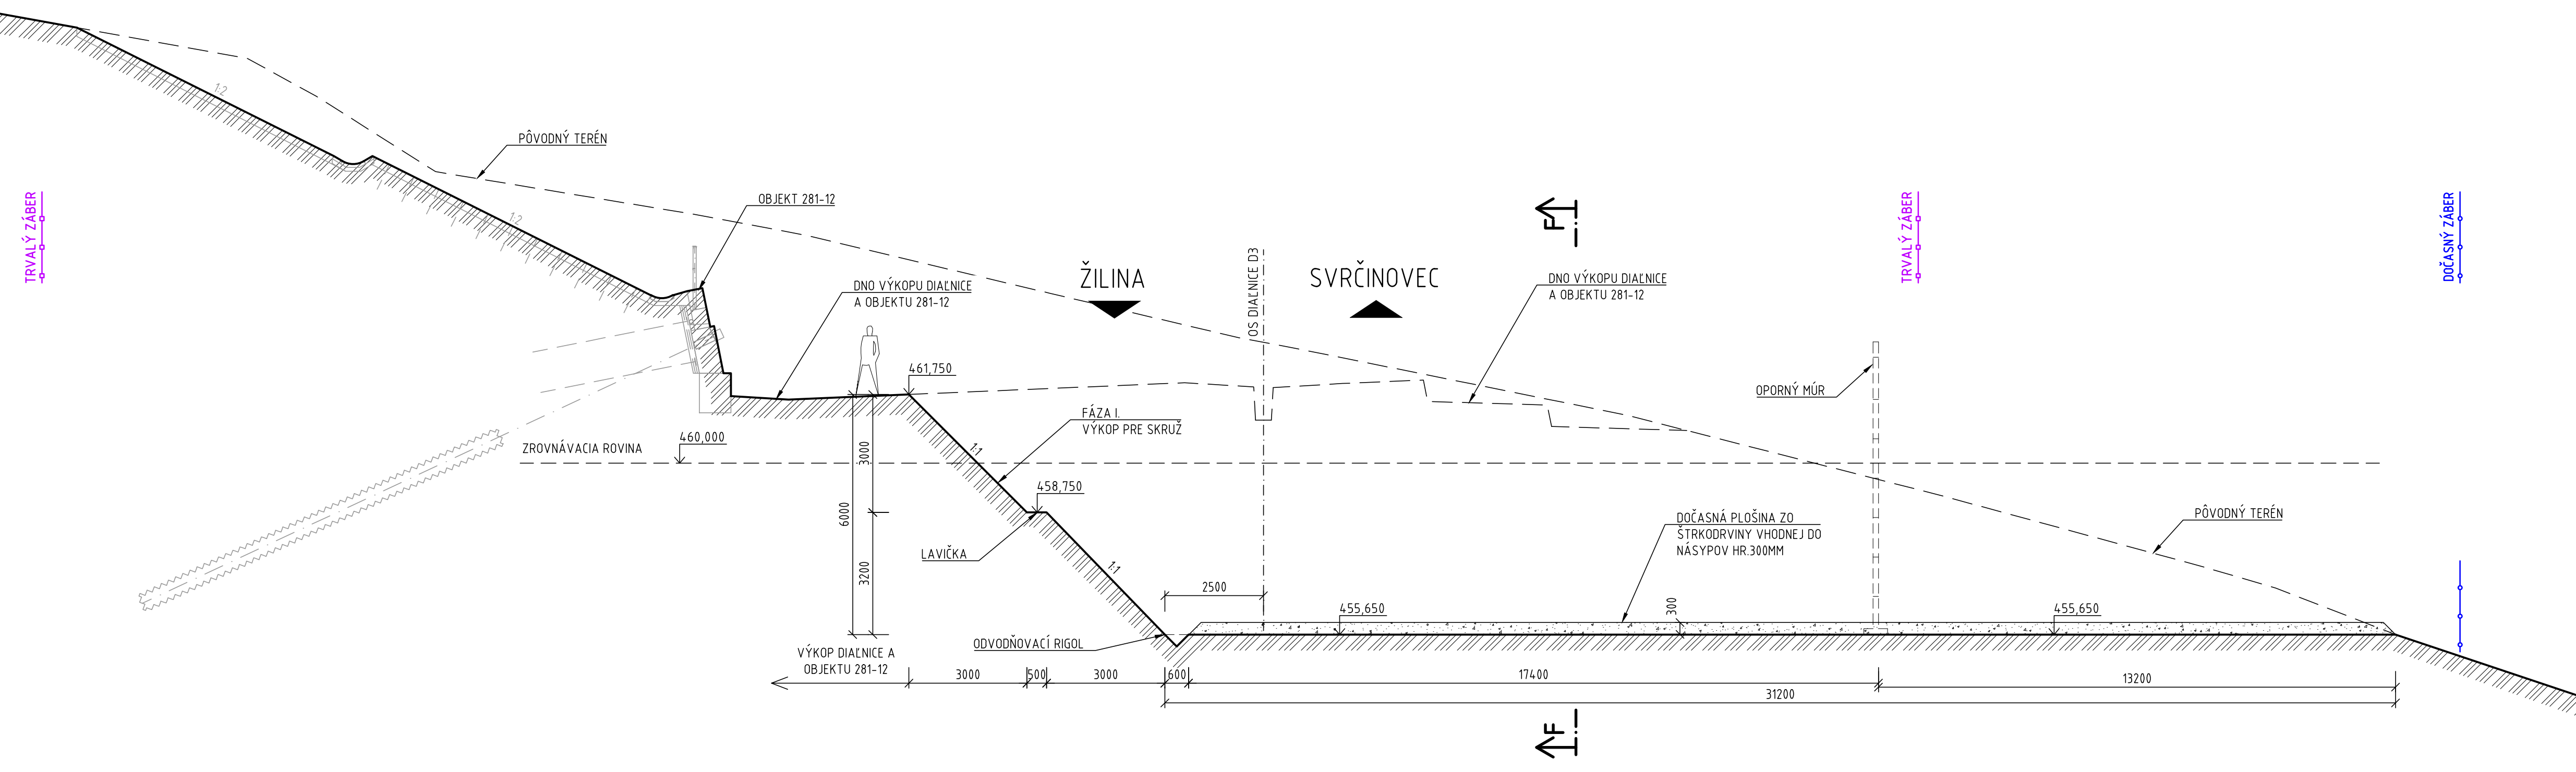 1:2
PÔVODNÝ TERÉN
TRVALÝ ZÁBER
1:2
OBJEKT 281-12
DNO VÝKOPU DIAĽNICE
A OBJEKTU 281-12
ŽILINA
OS DIAĽNICE D3
SVRČINOVEC
F
DNO VÝKOPU DIAĽNICE
A OBJEKTU 281-12
TRVALÝ ZÁBER
DOČASNÝ ZÁBER
461,750
OPORNÝ MÚR
FÁZA I.
VÝKOP PRE SKRUŽ
ZROVNÁVACIA ROVINA
460,000
3000
1:1
6000
458,750
LAVIČKA
3200
1:1
DOČASNÁ PLOŠINA ZO
ŠTRKODRVINY VHODNEJ DO
NÁSYPOV HR.300MM
PÔVODNÝ TERÉN
2500
455,650
300
455,650
ODVODŇOVACÍ RIGOL
VÝKOP DIAĽNICE A
OBJEKTU 281-12
3000
500
3000
600
17400
13200
31200
F